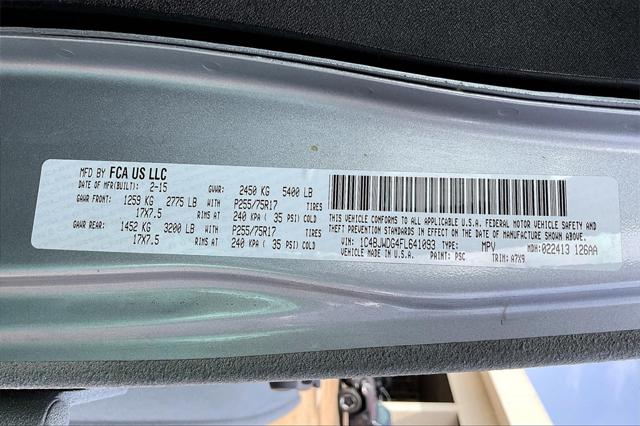 MFD BY FCA US LLC
DATE OF MFR(BUILT): 2-15 GVWR: 2450 KG 5400 LB
GAWR FRONT: 1259 KG 2775 LB WITH P255/75R17 TIRES
17X7.5 RIMS AT 240 KPA ( 35 PSI) COLD
GAWR REAR: 1452 KG 3200 LB WITH P255/75R17 TIRES
17X7.5 RIMS AT 240 KPA ( 35 PSI) COLD
THIS VEHICLE CONFORMS TO ALL APPLICABLE U.S.A. FEDERAL MOTOR VEHICLE SAFETY
AND THEFT PREVENTION STANDARDS IN EFFECT ON THE DATE OF MANUFACTURE SHOWN ABOVE.
VIN: 1C4BJWDG4FL641093 TYPE: MPV MDH: 022413 126AA
VEHICLE MADE IN U.S.A. PAINT: PSC TRIM: A7X9